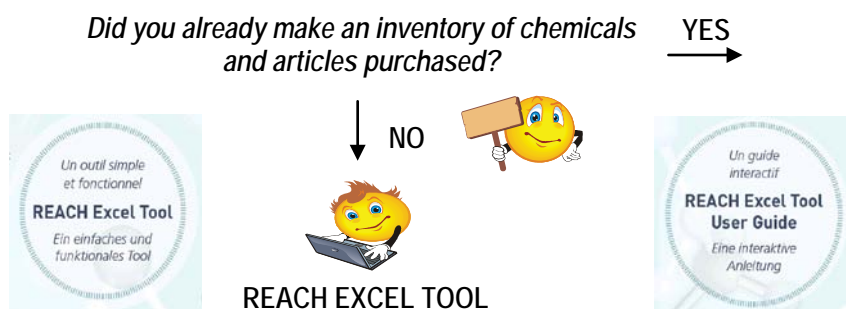 Did you already make an inventory of chemicals
and articles purchased?
YES
NO
Un outil simple
et fonctionnel
REACH Excel Tool
Ein einfaches und
funktionales Tool
Un guide
interactif
REACH Excel Tool
User Guide
Eine interaktive
Anleitung
REACH EXCEL TOOL